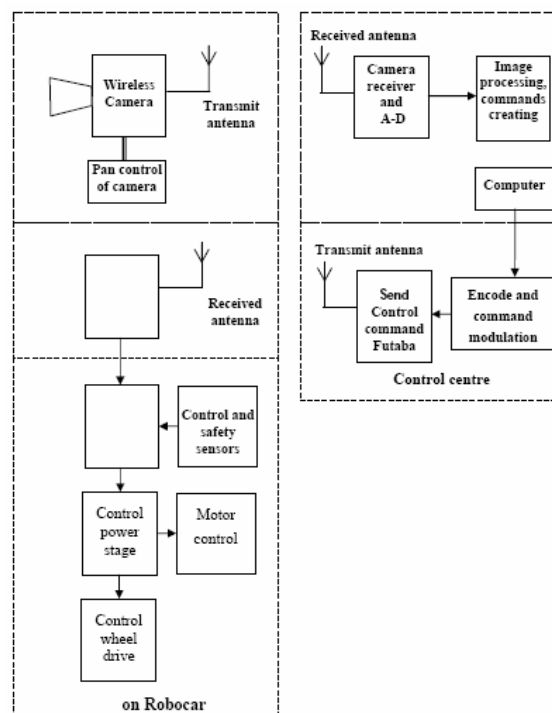 Wireless
Camera
Transmit
antenna
Pan control
of camera
Received
antenna
Control and
safety
sensors
Control
power
stage
Motor
control
Control
wheel
drive
on Robocar
Received antenna
Camera
receiver
and
A-D
Image
processing,
commands
creating
Computer
Transmit antenna
Send
Control
command
Futaba
Encode and
command
modulation
Control centre